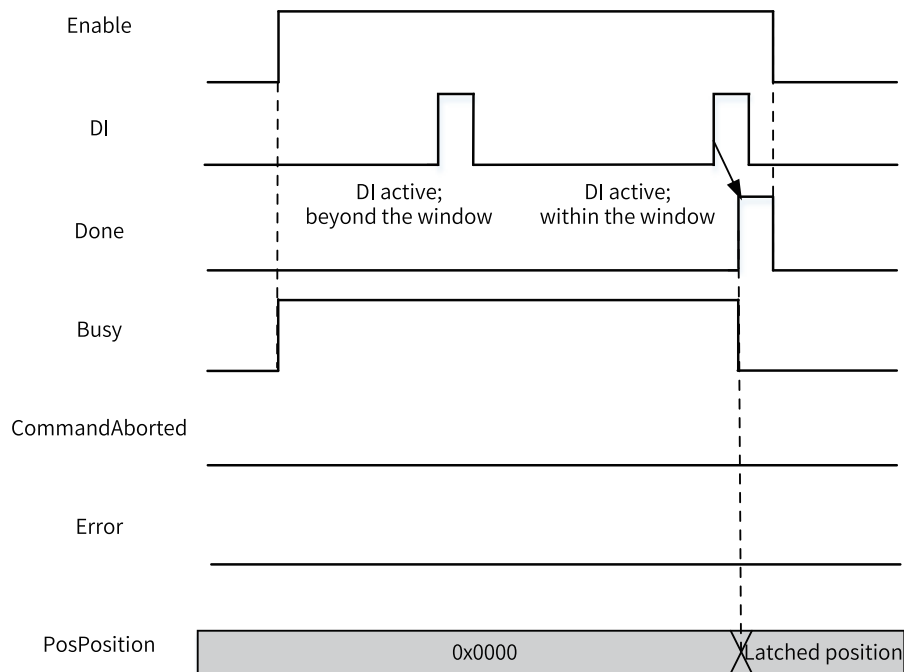 Enable
DI
DI active;
beyond the window
DI active;
within the window
Done
Busy
CommandAborted
Error
PosPosition
0x0000
Latched position